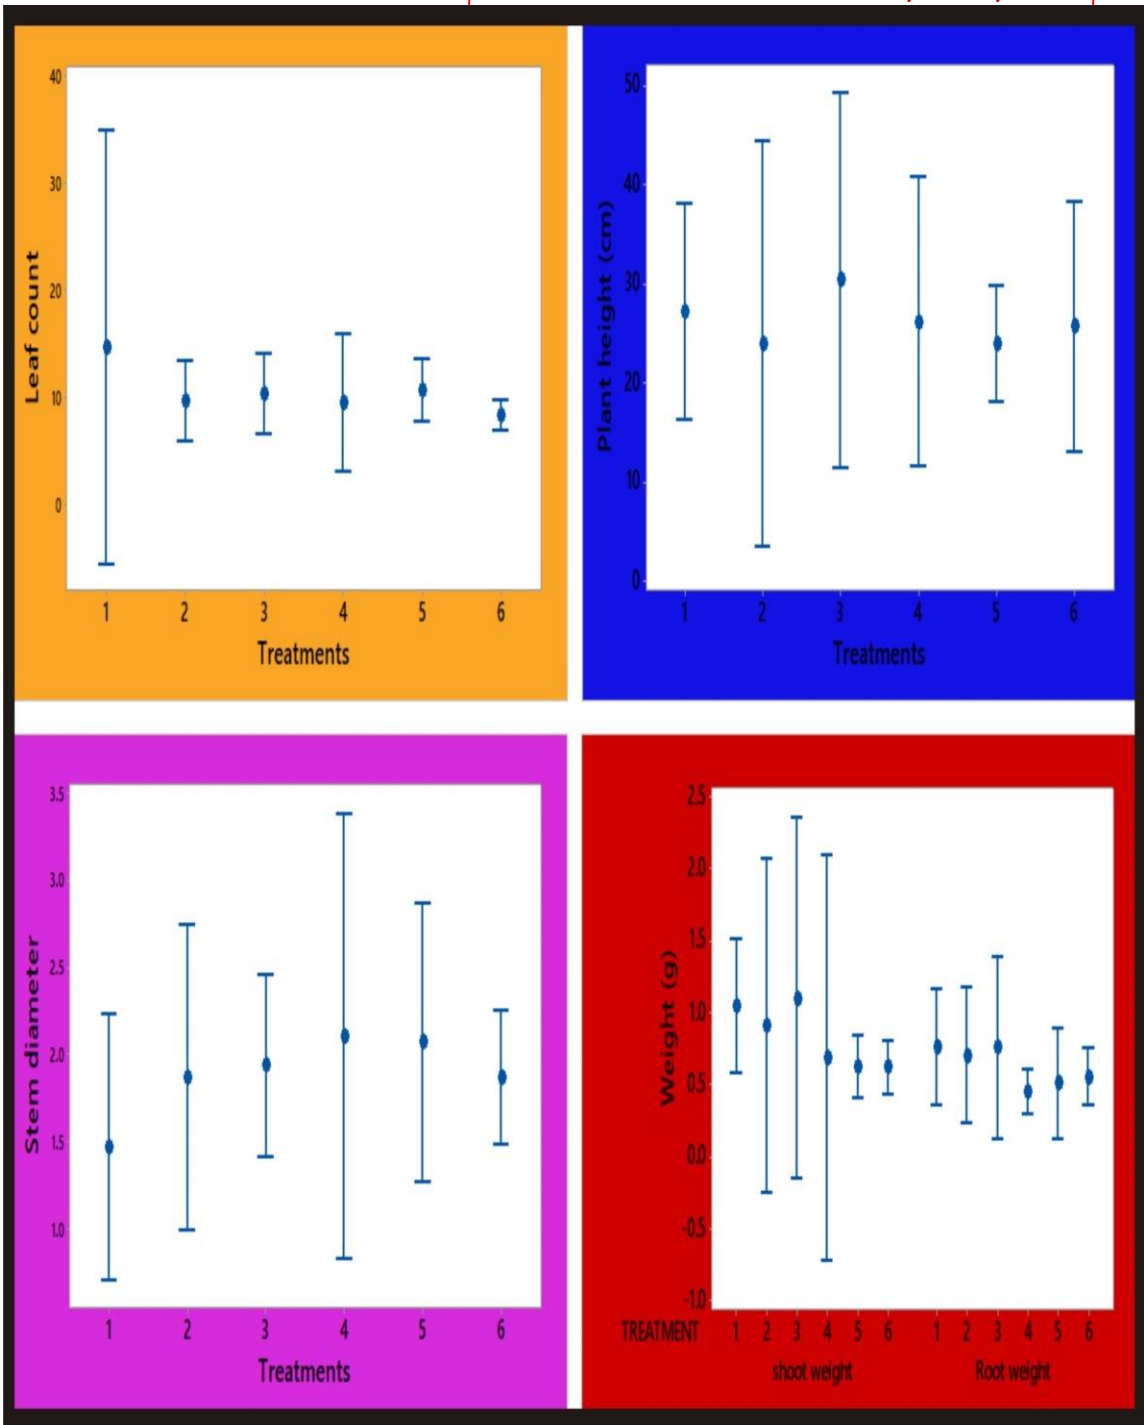 40
30
20
10
0
Leaf count
1 2 3 4 5 6
Treatments
50
40
30
20
10
0
Plant height (cm)
1 2 3 4 5 6
Treatments
3.5
3.0
2.5
2.0
1.5
1.0
Stem diameter
1 2 3 4 5 6
Treatments
2.5
2.0
1.5
1.0
0.5
0.0
-0.5
-1.0
Weight (g)
TREATMENT 1 2 3 4 5 6 1 2 3 4 5 6
shoot weight Root weight